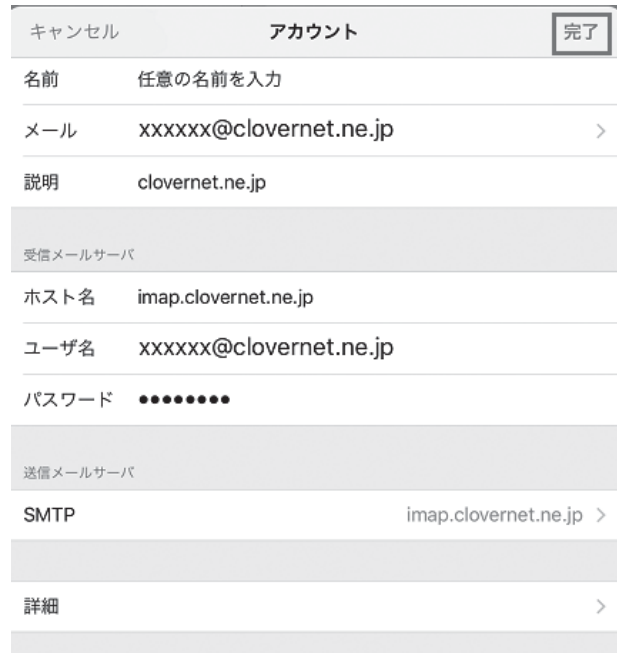 キャンセル アカウント 完了
名前 任意の名前を入力
メール xxxxxx@clovernet.ne.jp
説明 clovernet.ne.jp
受信メールサーバ
ホスト名 imap.clovernet.ne.jp
ユーザ名 xxxxxx@clovernet.ne.jp
パスワード ●●●●●●●●
送信メールサーバ
SMTP imap.clovernet.ne.jp
詳細